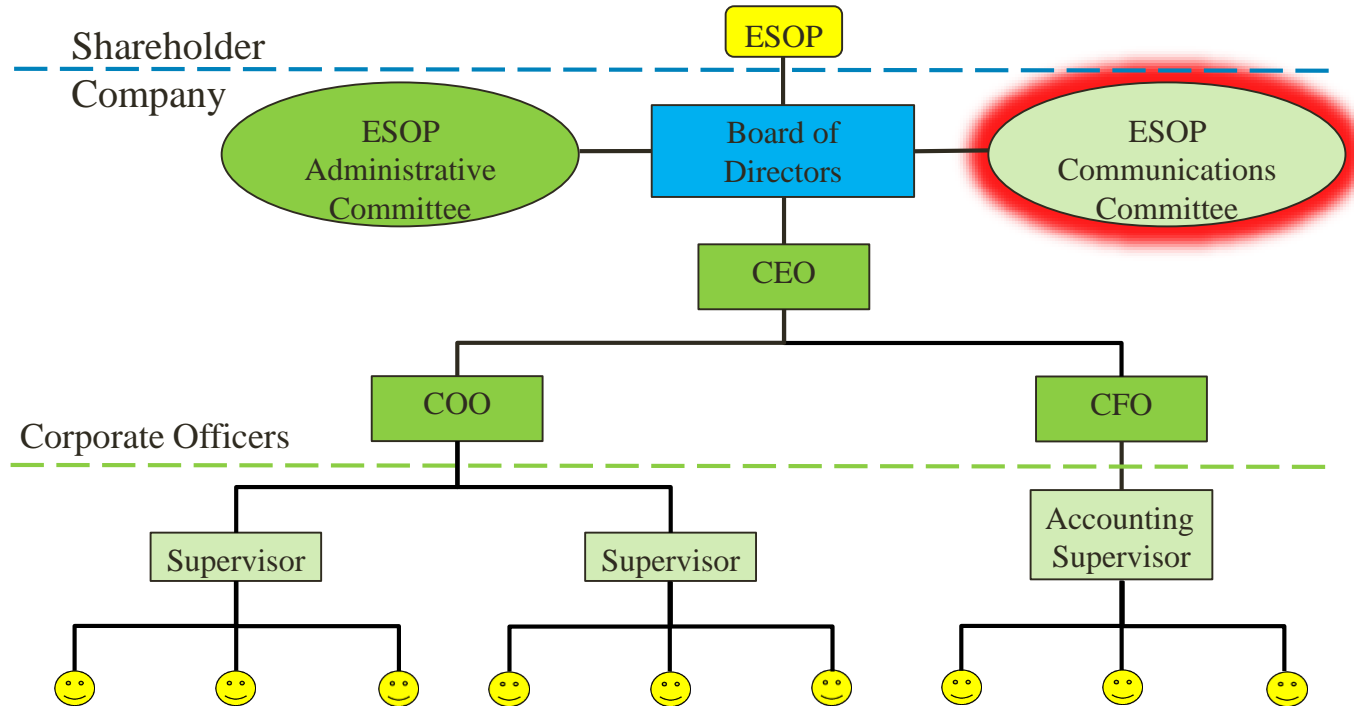 ESOP
Shareholder
Company
ESOP
Administrative
Committee
Board of
Directors
ESOP
Communications
Committee
CEO
COO
CFO
Corporate Officers
Supervisor
Supervisor
Accounting
Supervisor